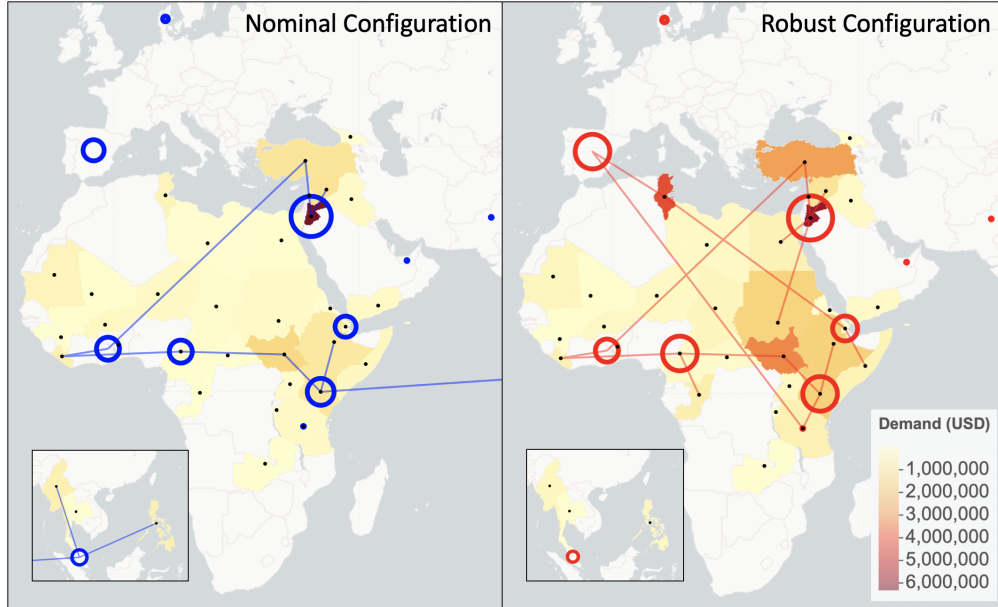 Nominal Configuration
Robust Configuration
Demand (USD)
1,000,000
2,000,000
3,000,000
4,000,000
5,000,000
6,000,000